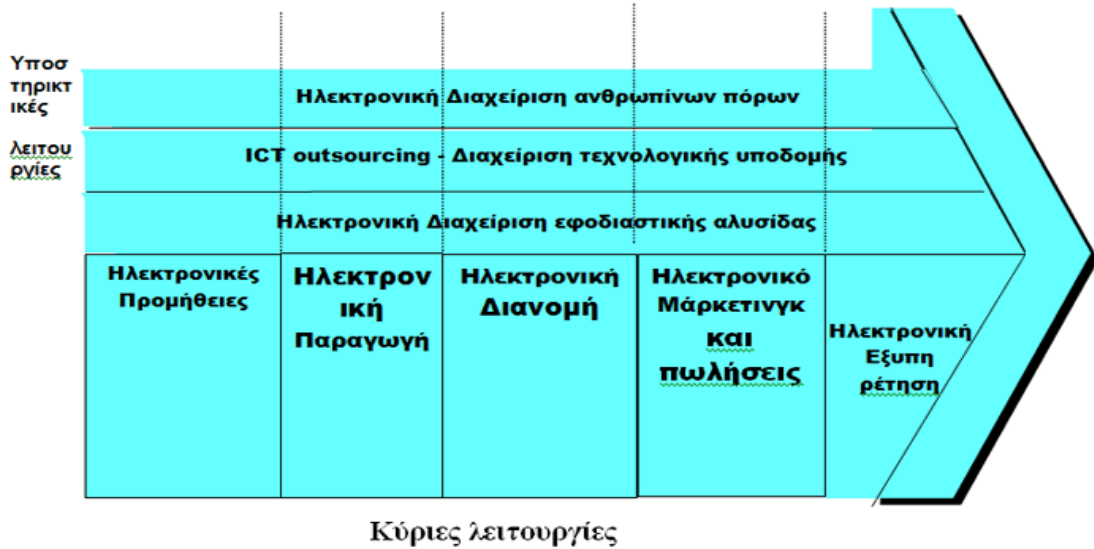 Υποσ
τηρικτ
ικές
λειτου
ργίες
Ηλεκτρονική Διαχείριση ανθρωπίνων πόρων
ICT outsourcing - Διαχείριση τεχνολογικής υποδομής
Ηλεκτρονική Διαχείριση εφοδιαστικής αλυσίδας
Ηλεκτρονικές
Προμήθειες
Ηλεκτρον
ική
Παραγωγή
Ηλεκτρονική
Διανομή
Ηλεκτρονικό
Μάρκετινγκ
και
πωλήσεις
Ηλεκτρονική
Εξυπη
ρέτηση
Κύριες λειτουργίες